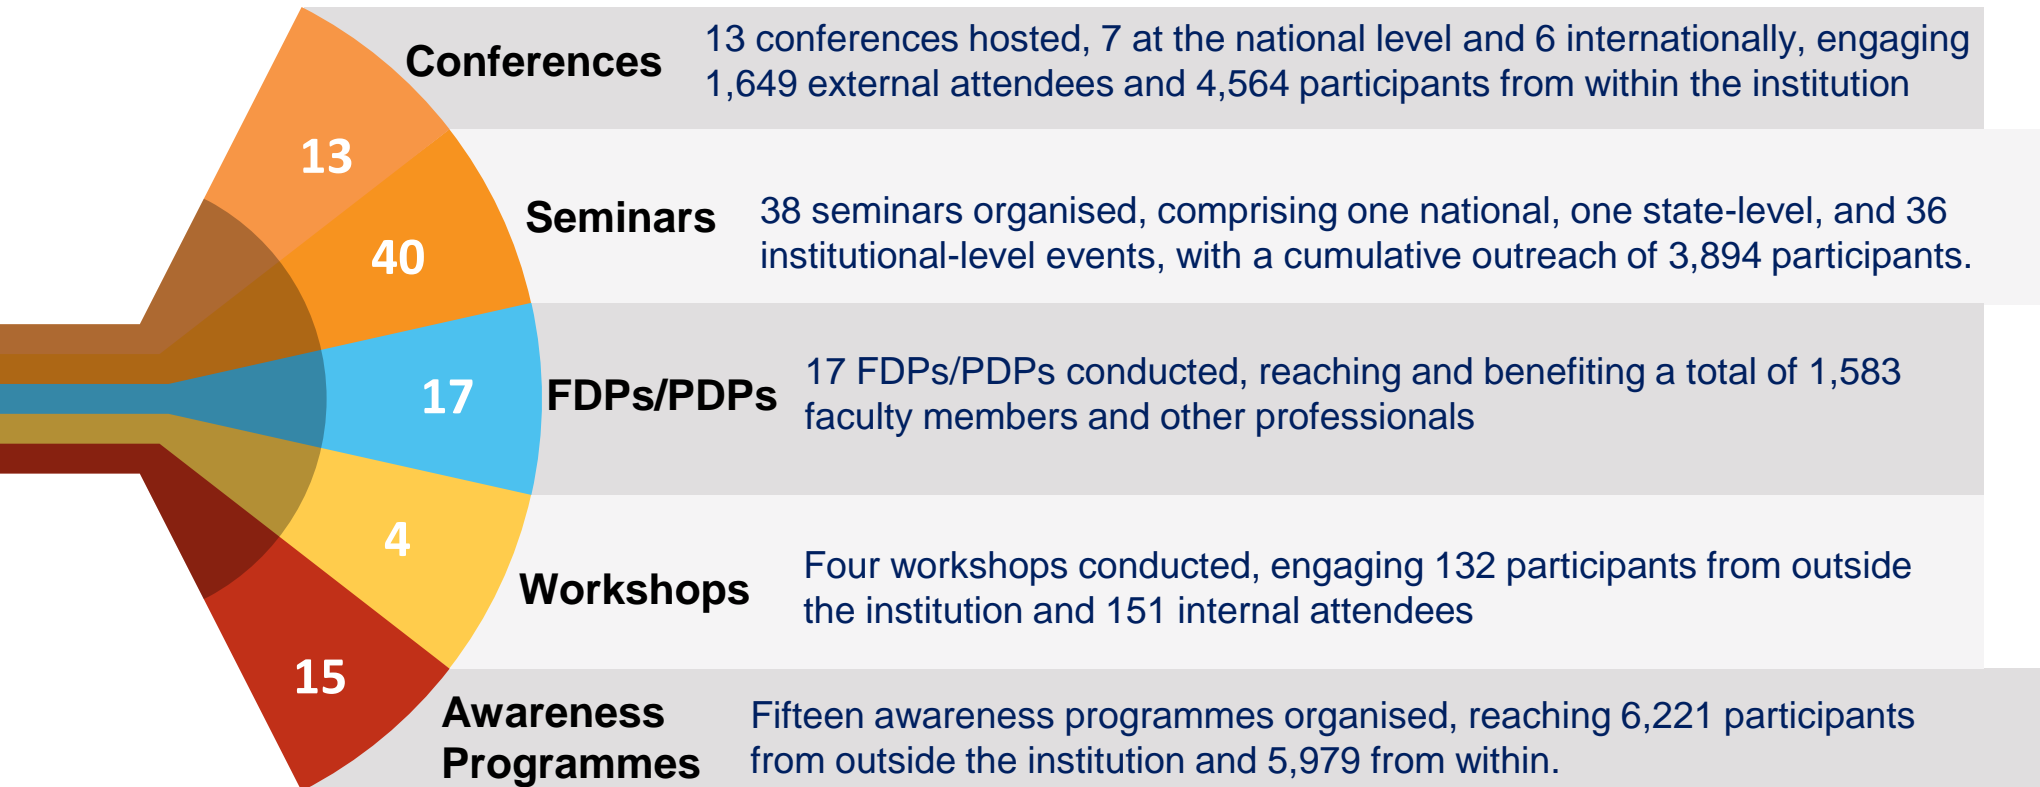 13
Conferences
13 conferences hosted, 7 at the national level and 6 internationally, engaging
1,649 external attendees and 4,564 participants from within the institution
40
Seminars
38 seminars organised, comprising one national, one state-level, and 36
institutional-level events, with a cumulative outreach of 3,894 participants.
17
FDPs/PDPs
17 FDPs/PDPs conducted, reaching and benefiting a total of 1,583
faculty members and other professionals
4
Workshops
Four workshops conducted, engaging 132 participants from outside
the institution and 151 internal attendees
15
Awareness
Programmes
Fifteen awareness programmes organised, reaching 6,221 participants
from outside the institution and 5,979 from within.